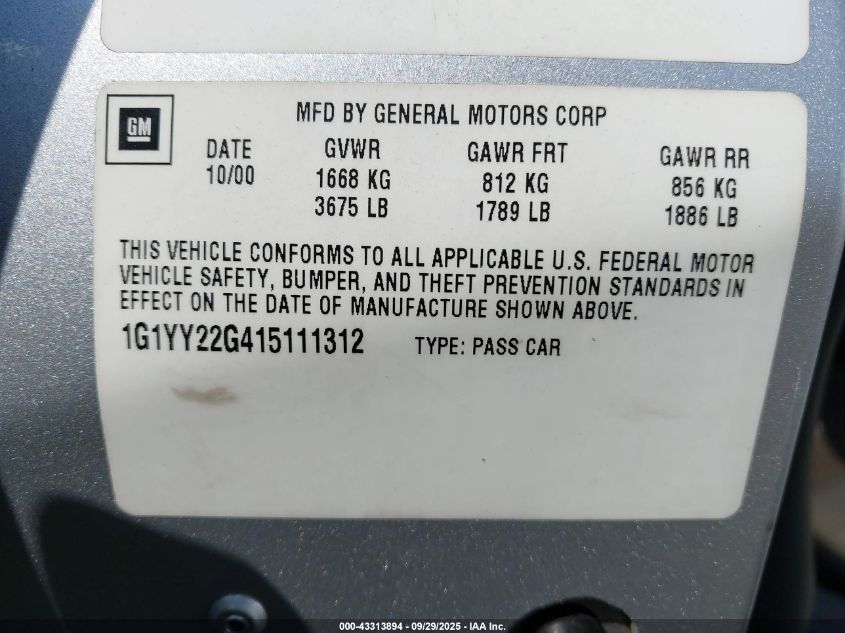 GM
MFD BY GENERAL MOTORS CORP
DATE GVWR GAWR FRT GAWR RR
10/00 1668 KG 812 KG 856 KG
3675 LB 1789 LB 1886 LB
THIS VEHICLE CONFORMS TO ALL APPLICABLE U.S. FEDERAL MOTOR
VEHICLE SAFETY, BUMPER, AND THEFT PREVENTION STANDARDS IN
EFFECT ON THE DATE OF MANUFACTURE SHOWN ABOVE.
1G1YY22G415111312 TYPE: PASS CAR
000-43313894 - 09/29/2025 - IAA Inc.